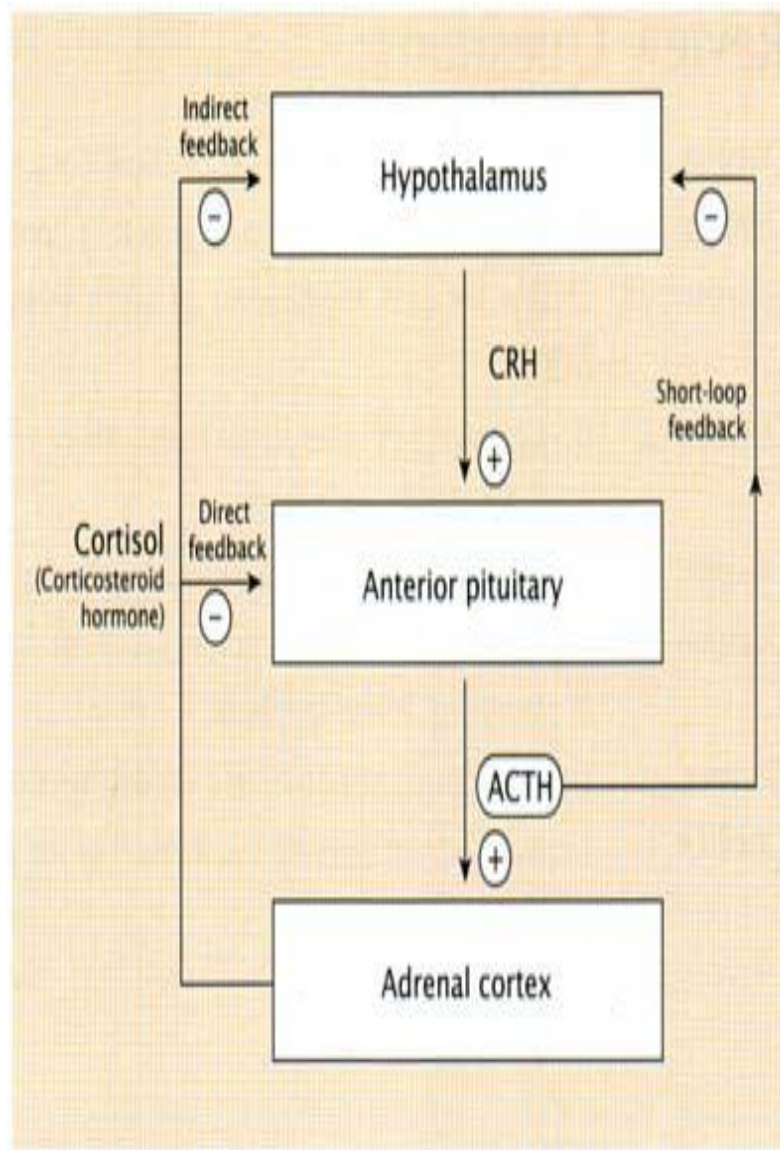 Indirect
feedback
−
Hypothalamus
−
CRH
+
Short-loop
feedback
Cortisol
(Corticosteroid
hormone)
Direct
feedback
−
Anterior pituitary
ACTH
+
Adrenal cortex